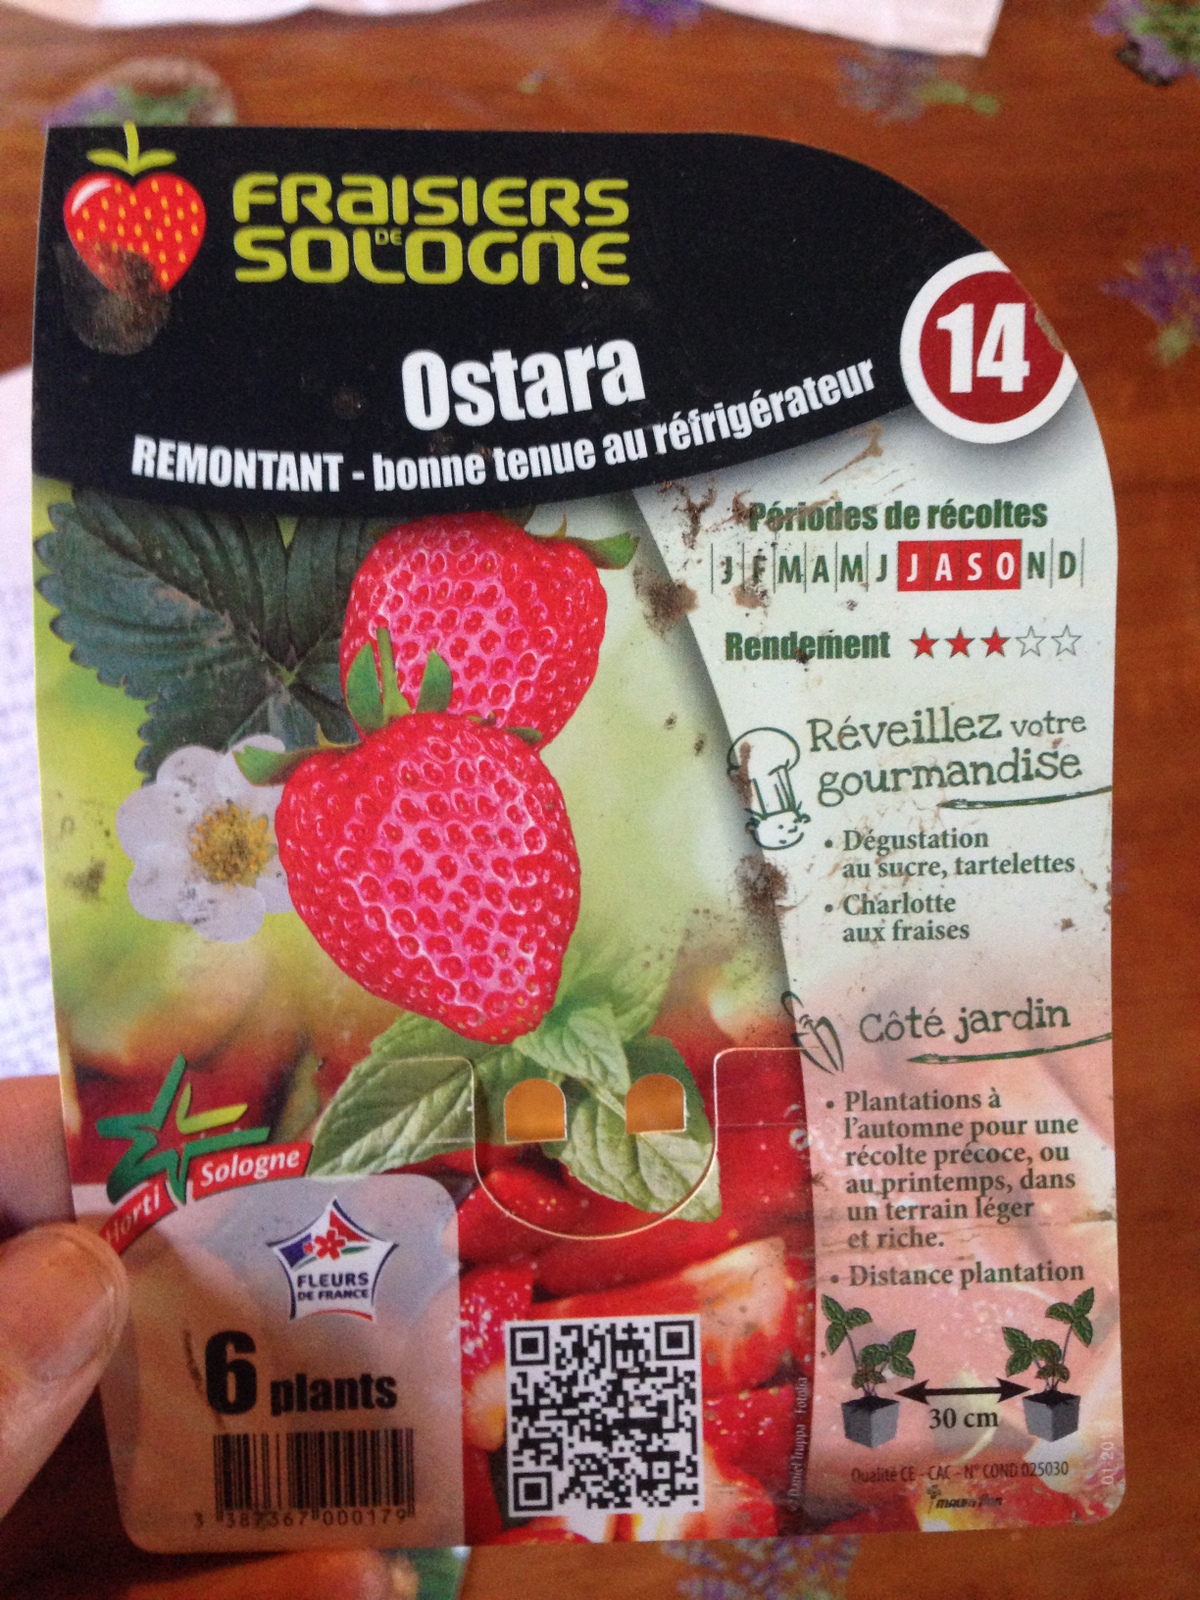 FRAISIERS
DE
SOLOGNE
14
Ostara
REMONTANT - bonne tenue au réfrigérateur
Périodes de récoltes
J F M A M J J A S O N D
Rendement
Réveillez votre
gourmandise
• Dégustation
au sucre, tartelettes
• Charlotte
aux fraises
Côté jardin
• Plantations à
l'automne pour une
récolte précoce, ou
au printemps, dans
un terrain léger
et riche.
• Distance plantation
30 cm
Qualité CE - CAC - N° COND 025030
Horti Sologne
FLEURS
DE FRANCE
6 plants
3 387367 000179